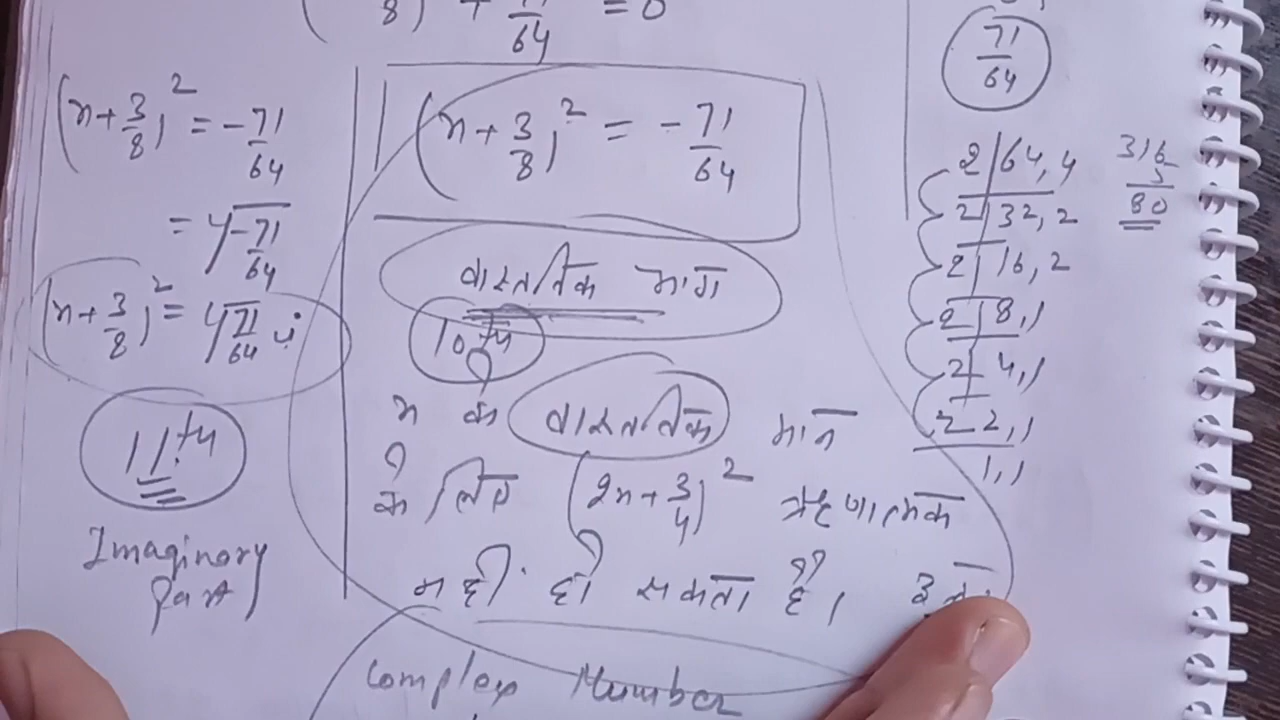 8) + 71/64 = 0
(x + 3/8)² = -71/64
= √-71/64
(x + 3/8)² = √71/64 i
11th
Imaginary
Part)
(x + 3/8)² = -71/64
वास्तविक भाग
10th
x के वास्तविक मान
के लिए (2x + 3/4)² ऋणात्मक
नहीं हो सकता है,
Complex Number
71/64
2|64, 4
2|32, 2
2|16, 2
2|8, 1
2|4, 1
2 2, 1
1, 1
316
5
80